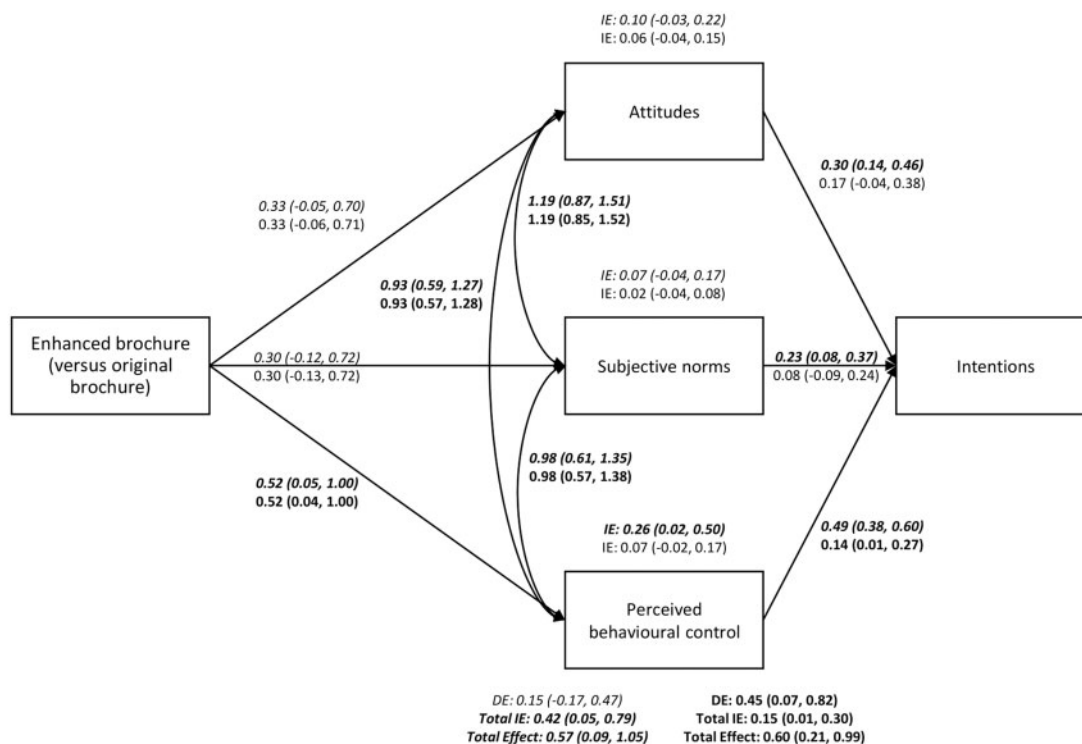 IE: 0.10 (-0.03, 0.22)
IE: 0.06 (-0.04, 0.15)
Attitudes
0.30 (0.14, 0.46)
0.17 (-0.04, 0.38)
0.33 (-0.05, 0.70)
0.33 (-0.06, 0.71)
1.19 (0.87, 1.51)
1.19 (0.85, 1.52)
0.93 (0.59, 1.27)
0.93 (0.57, 1.28)
IE: 0.07 (-0.04, 0.17)
IE: 0.02 (-0.04, 0.08)
Enhanced brochure
(versus original
brochure)
0.30 (-0.12, 0.72)
0.30 (-0.13, 0.72)
Subjective norms
0.23 (0.08, 0.37)
0.08 (-0.09, 0.24)
Intentions
0.98 (0.61, 1.35)
0.98 (0.57, 1.38)
0.52 (0.05, 1.00)
0.52 (0.04, 1.00)
IE: 0.26 (0.02, 0.50)
IE: 0.07 (-0.02, 0.17)
0.49 (0.38, 0.60)
0.14 (0.01, 0.27)
Perceived
behavioural control
DE: 0.15 (-0.17, 0.47)
Total IE: 0.42 (0.05, 0.79)
Total Effect: 0.57 (0.09, 1.05)
DE: 0.45 (0.07, 0.82)
Total IE: 0.15 (0.01, 0.30)
Total Effect: 0.60 (0.21, 0.99)